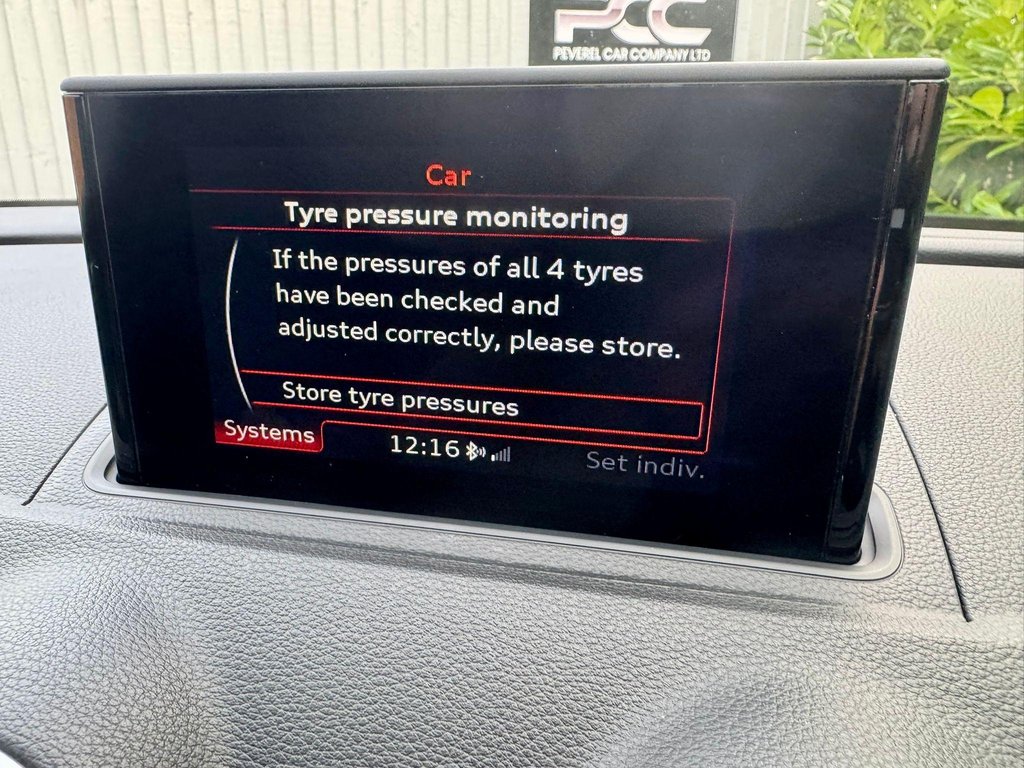 PCC
PEVEREL CAR COMPANY LTD
Car
Tyre pressure monitoring
If the pressures of all 4 tyres
have been checked and
adjusted correctly, please store.
Store tyre pressures
Systems
12:16
Set indiv.